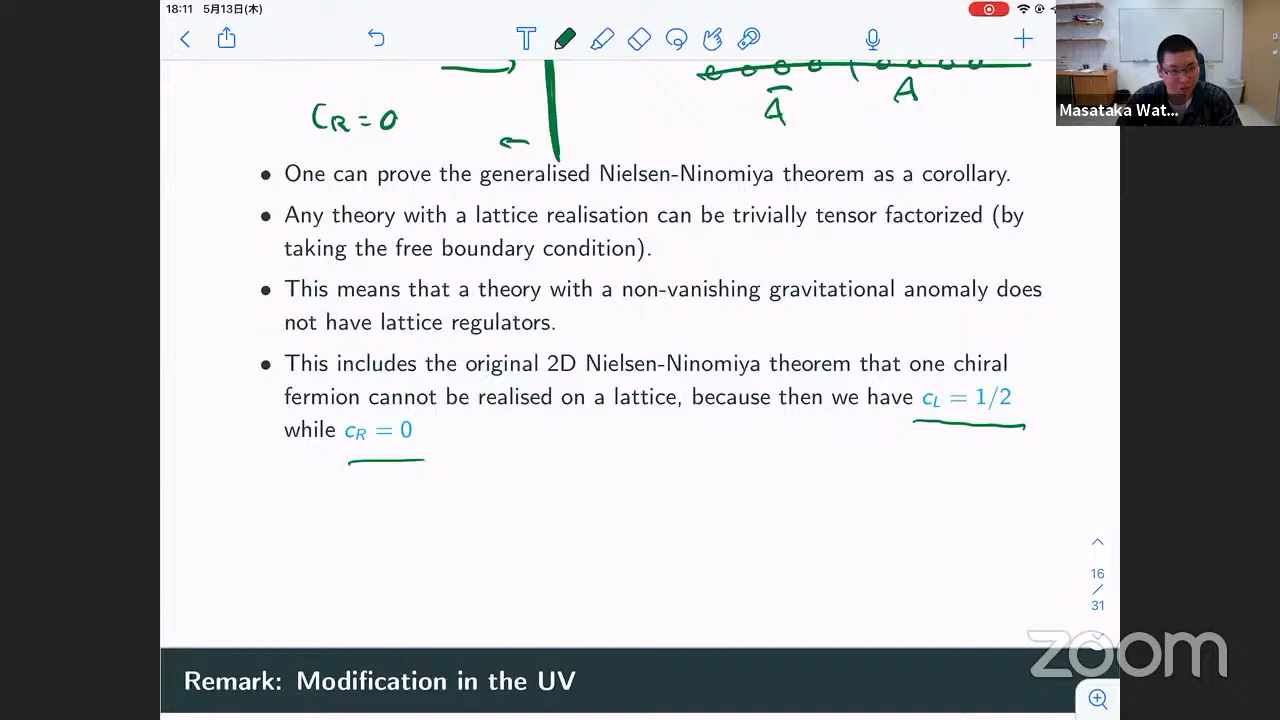 18:11 5月13日(木)
Masataka Wat...
A
Ā
CR = 0
• One can prove the generalised Nielsen-Ninomiya theorem as a corollary.
• Any theory with a lattice realisation can be trivially tensor factorized (by
taking the free boundary condition).
• This means that a theory with a non-vanishing gravitational anomaly does
not have lattice regulators.
• This includes the original 2D Nielsen-Ninomiya theorem that one chiral
fermion cannot be realised on a lattice, because then we have cL = 1/2
while cR = 0
16
/
31
zoom
Remark: Modification in the UV